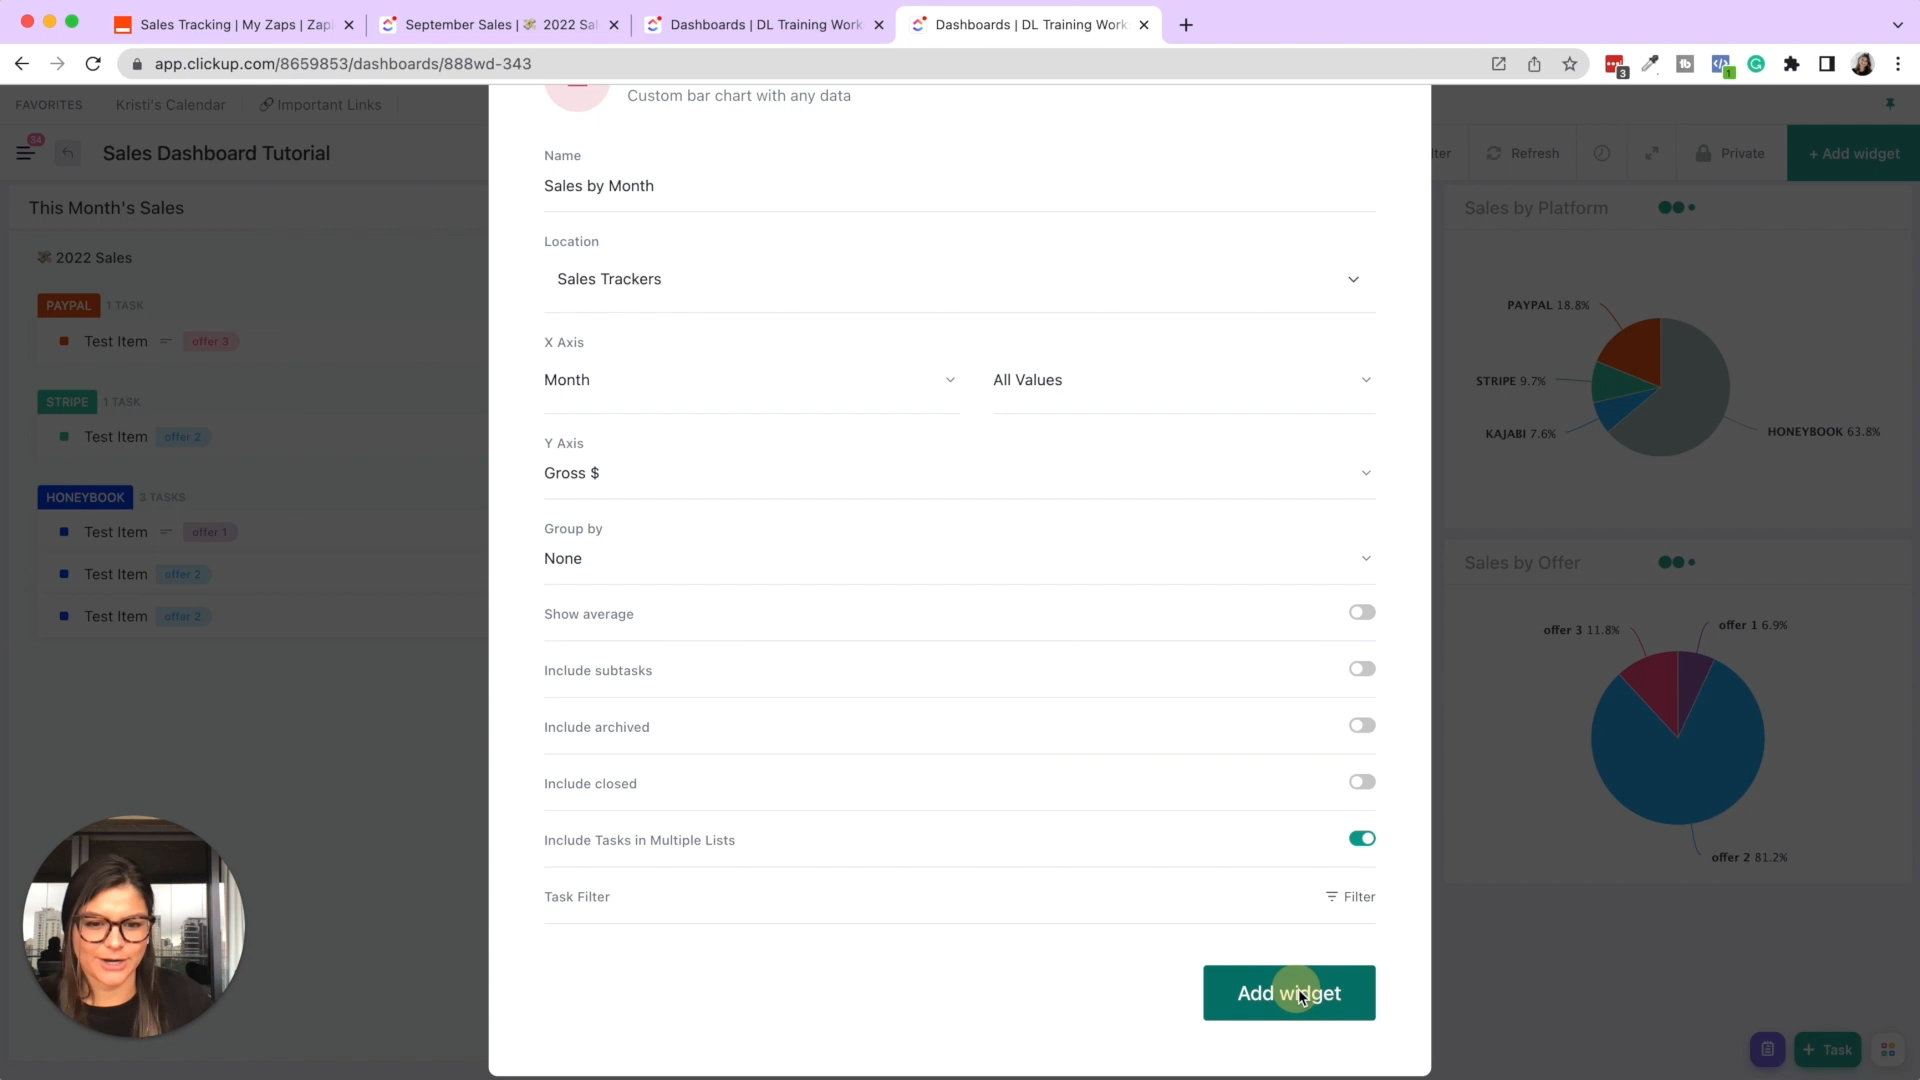 Sales Tracking | My Zaps | Zap
September Sales | 💸 2022 Sal
Dashboards | DL Training Work
Dashboards | DL Training Work
app.clickup.com/8659853/dashboards/888wd-343
3
1
FAVORITES
Kristi's Calendar
Important Links
Custom bar chart with any data
34
Sales Dashboard Tutorial
lter
Refresh
Private
+ Add widget
This Month's Sales
💸 2022 Sales
PAYPAL 1 TASK
Test Item offer 3
STRIPE 1 TASK
Test Item offer 2
HONEYBOOK 3 TASKS
Test Item offer 1
Test Item offer 2
Test Item offer 2
Name
Sales by Month
Location
Sales Trackers
X Axis
Month
All Values
Y Axis
Gross $
Group by
None
Show average
Include subtasks
Include archived
Include closed
Include Tasks in Multiple Lists
Task Filter
Filter
Add widget
Sales by Platform
PAYPAL 18.8%
STRIPE 9.7%
KAJABI 7.6%
HONEYBOOK 63.8%
Sales by Offer
offer 3 11.8%
offer 1 6.9%
offer 2 81.2%
+ Task